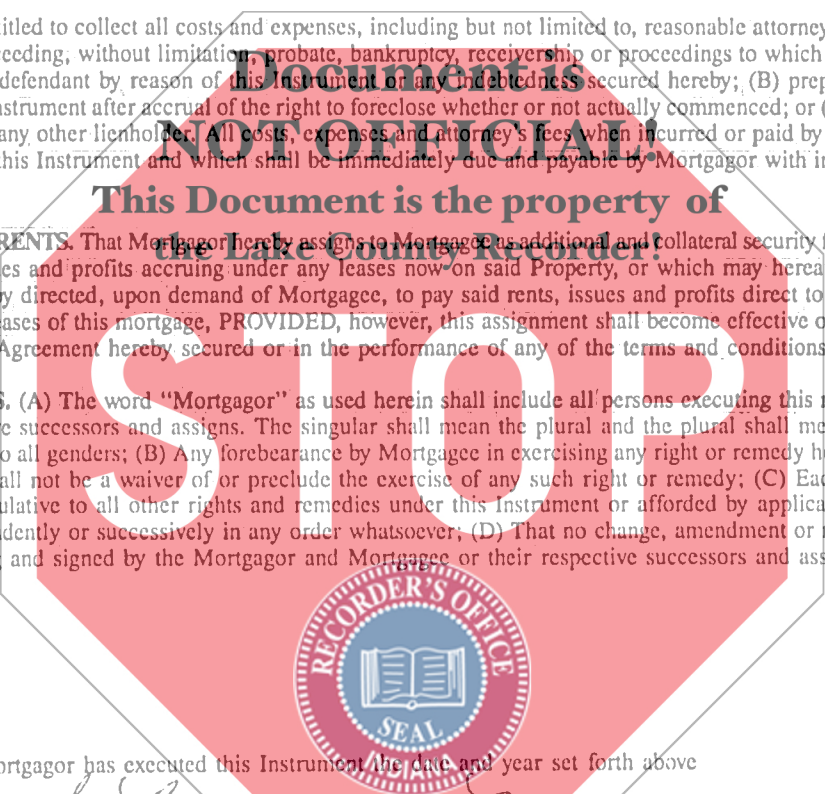 itled to collect all costs and expenses, including but not limited to, reasonable attorney
eeding, without limitation, probate, bankruptcy, receivership or proceedings to which
defendant by reason of this Instrument or any indebtedness secured hereby; (B) prep
nstrument after accrual of the right to foreclose whether or not actually commenced; or (
any other lienholder. All costs, expenses and attorney's fees when incurred or paid by
this Instrument and which shall be immediately due and payable by Mortgagor with in
Document is
NOT OFFICIAL!
This Document is the property of
the Lake County Recorder!
RENTS. That Mortgagor hereby assigns to Mortgagee as additional and collateral security f
es and profits accruing under any leases now on said Property, or which may herea
y directed, upon demand of Mortgagee, to pay said rents, issues and profits direct to
eases of this mortgage, PROVIDED, however, this assignment shall become effective o
Agreement hereby secured or in the performance of any of the terms and conditions
STOP
S. (A) The word “Mortgagor” as used herein shall include all persons executing this
e successors and assigns. The singular shall mean the plural and the plural shall me
o all genders; (B) Any forebearance by Mortgagee in exercising any right or remedy he
all not be a waiver of or preclude the exercise of any such right or remedy; (C) Eac
ulative to all other rights and remedies under this Instrument or afforded by applica
dently or successively in any order whatsoever; (D) That no change, amendment or
and signed by the Mortgagor and Mortgagee or their respective successors and ass
RECORDER'S OFFICE
SEAL
INDIANA
ortgagor has executed this Instrument the date and year set forth above